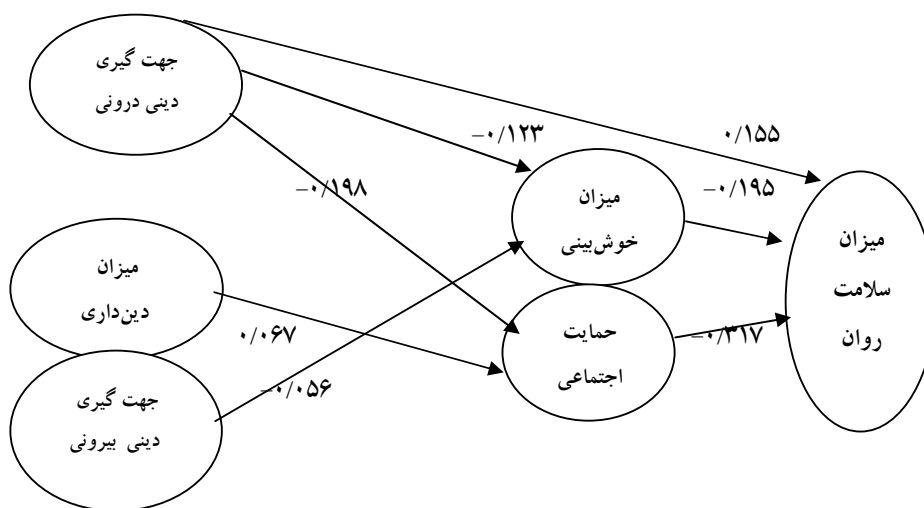 جهت گیری
دینی درونی
۰/۱۵۵
–۰/۱۲۳
–۰/۱۹۸
–۰/۱۹۵
میزان
خوش‌بینی
میزان
سلامت
روان
میزان
دین‌داری
۰/۰۶۷
حمایت
اجتماعی
–۰/۳۱۷
–۰/۰۵۶
جهت گیری
دینی بیرونی